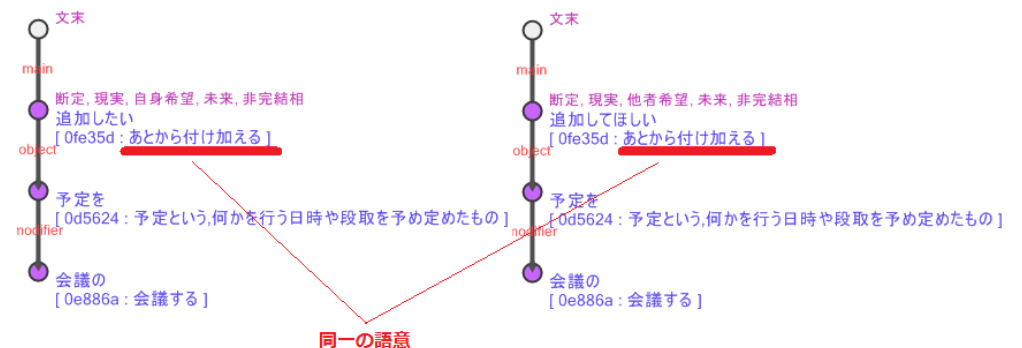 文末
main
断定, 現実, 自身希望, 未来, 非完結相
追加したい
[ 0fe35d : あとから付け加える ]
object
予定を
[ 0d5624 : 予定という,何かを行う日時や段取を予め定めたもの ]
modifier
会議の
[ 0e886a : 会議する ]
文末
main
断定, 現実, 他者希望, 未来, 非完結相
追加してほしい
[ 0fe35d : あとから付け加える ]
object
予定を
[ 0d5624 : 予定という,何かを行う日時や段取を予め定めたもの ]
modifier
会議の
[ 0e886a : 会議する ]
同一の語意